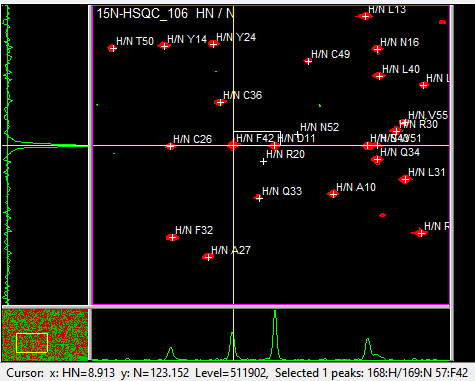 15N-HSQC_106 HN / N
H/N L13
H/N T50
H/N Y14
H/N Y24
H/N N16
H/N C49
H/N L40
H/N L
H/N C36
H/N V55
H/N R30
H/N N52
H/N C26
H/N F42
H/N D11
H/N R20
H/N Q34
H/N L31
H/N Q33
H/N A10
H/N F32
H/N R
H/N A27
Cursor: x: HN=8.913 y: N=123.152 Level=511902, Selected 1 peaks: 168:H/169:N 57:F42